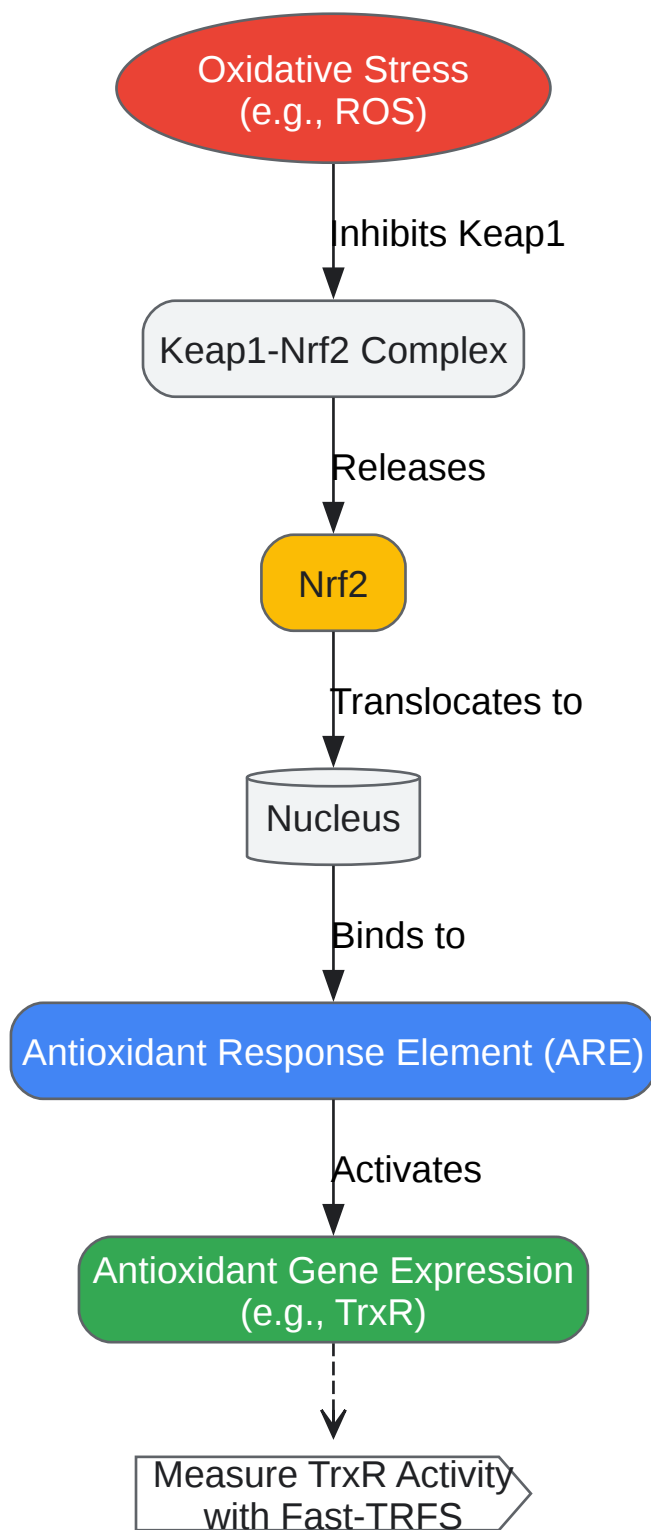 Oxidative Stress
(e.g., ROS)
Inhibits Keap1
Keap1-Nrf2 Complex
Releases
Nrf2
Translocates to
Nucleus
Binds to
Antioxidant Response Element (ARE)
Activates
Antioxidant Gene Expression
(e.g., TrxR)
Measure TrxR Activity
with Fast-TRFS